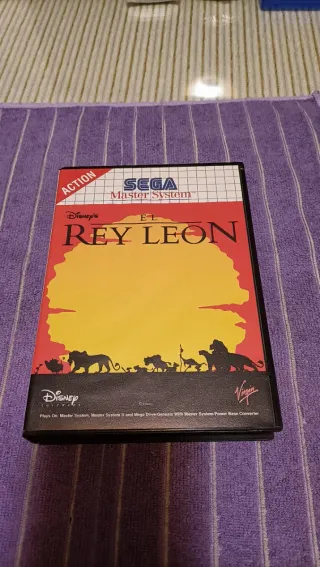 ACTION
SEGA
Master System
Disney's
EL
REY LEON
Disney
Virgin
Plays On: Master System, Master System II and Mega Drive/Genesis With Master System/Power Base Converter